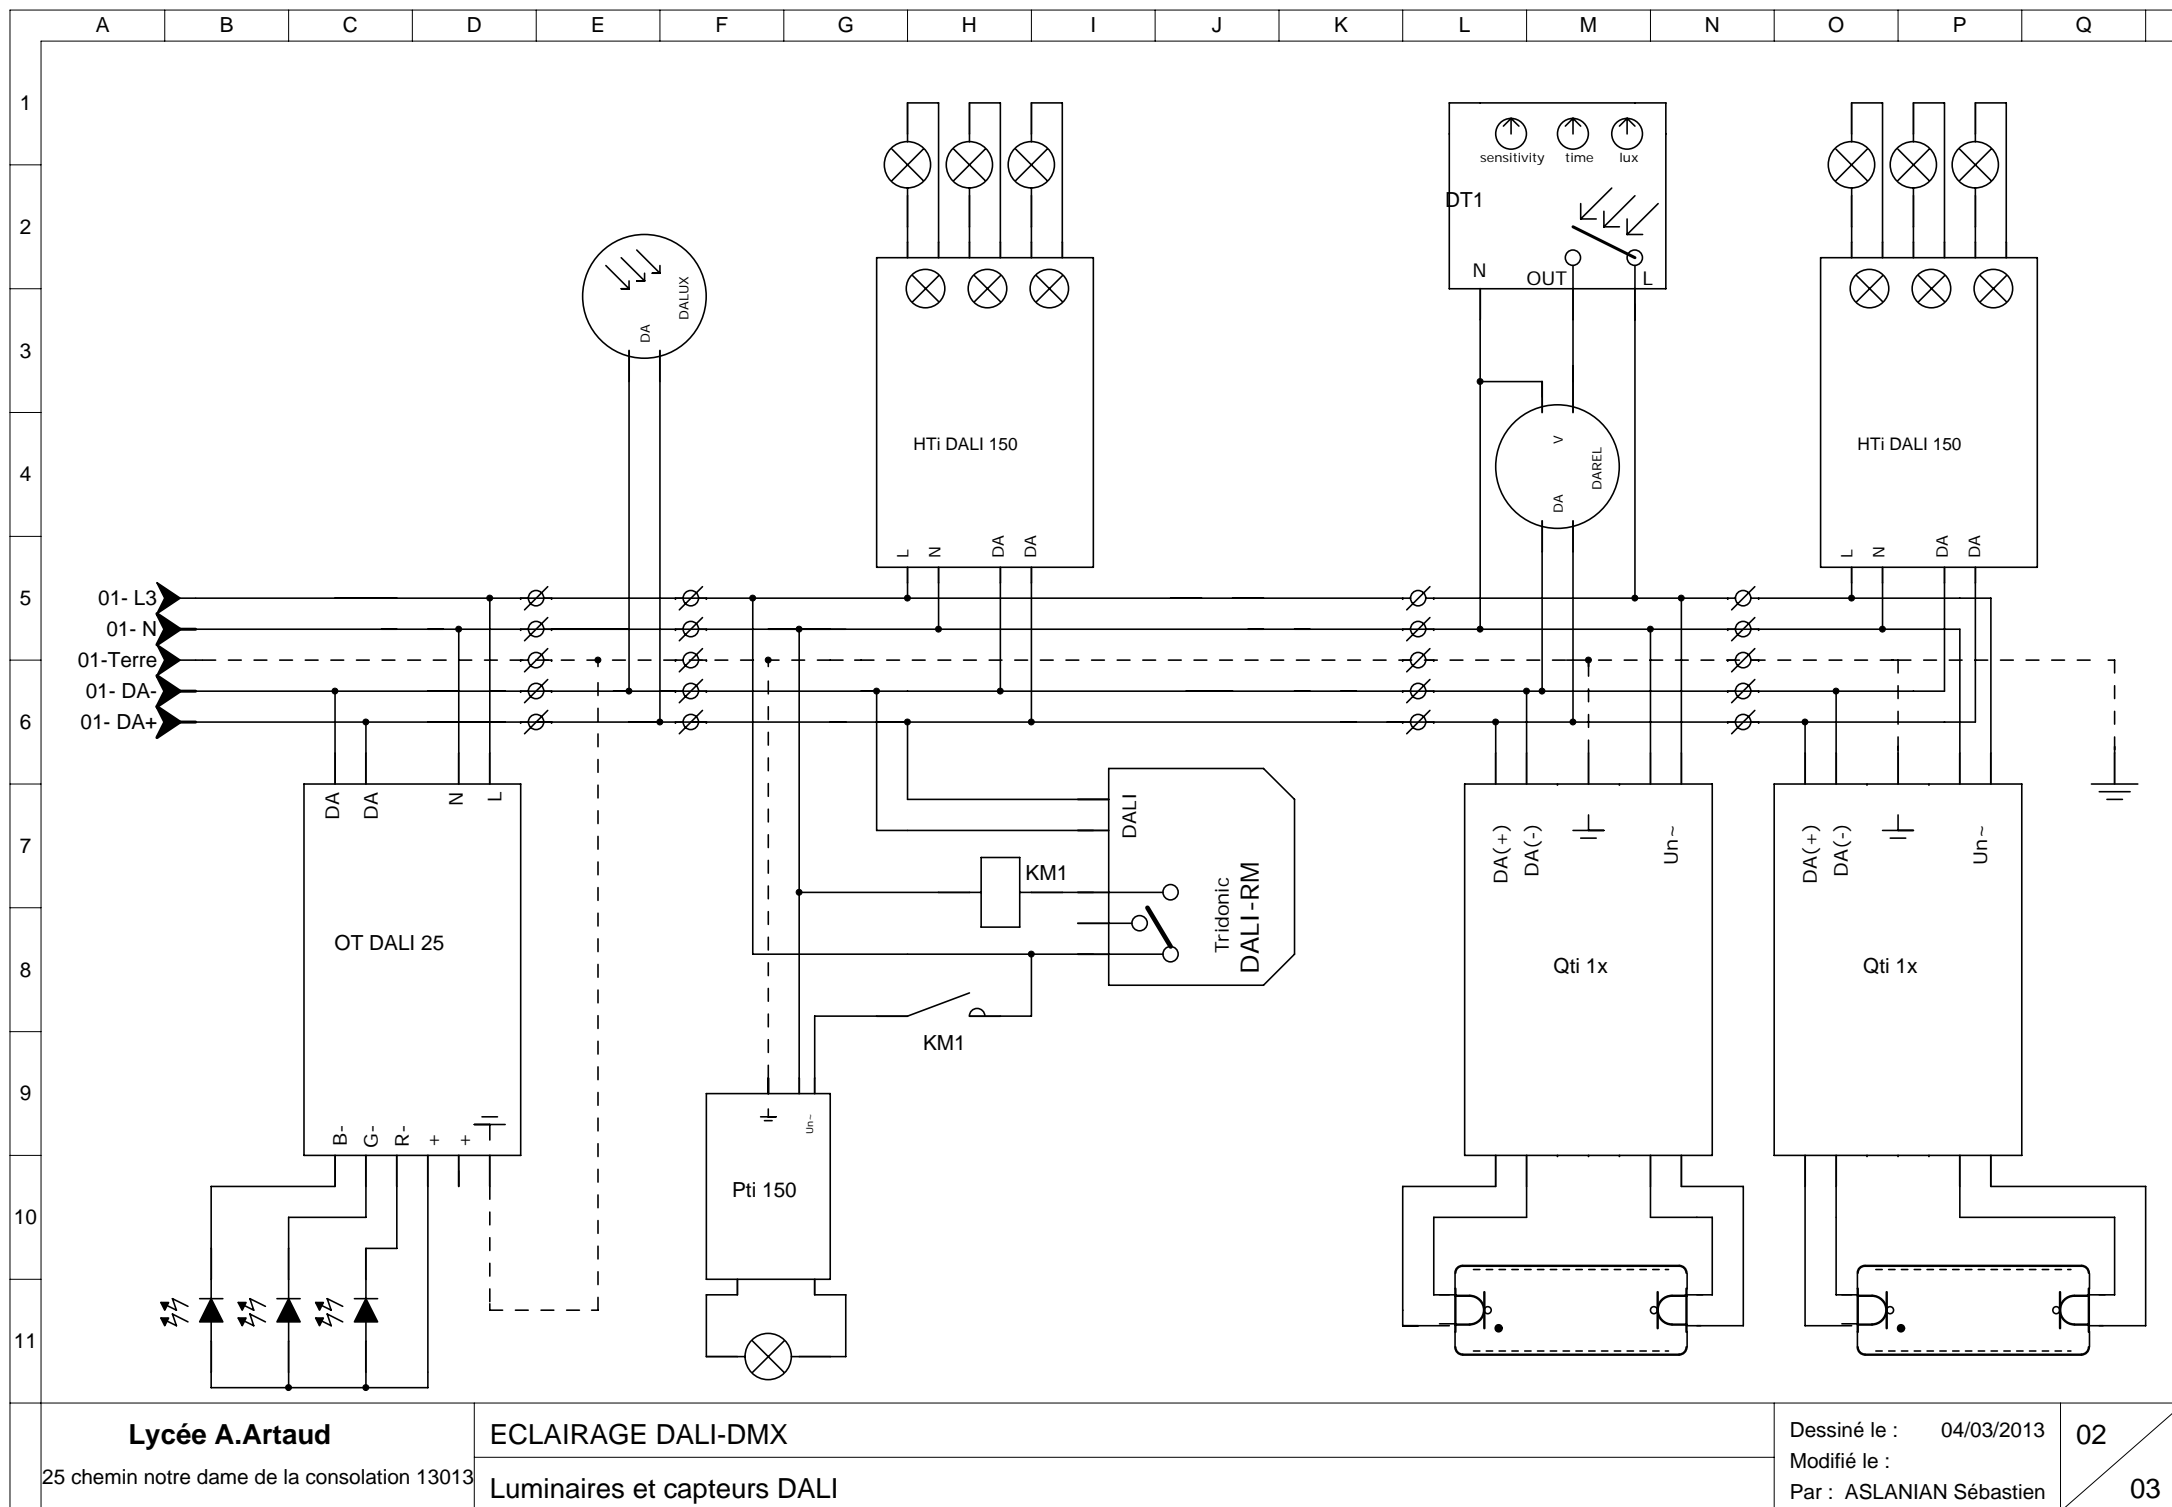 A B C D E F G H I J K L M N O P Q
1
2
3
4
5
6
7
8
9
10
11
sensitivity time lux
DT1
N OUT L
DA
DALUX
HTi DALI 150
L N DA DA
V
DA
DAREL
HTi DALI 150
L N DA DA
01- L3
01- N
01-Terre
01- DA-
01- DA+
DA DA N L
OT DALI 25
B- G- R- + +
DALI
KM1
Tridonic
DALI-RM
KM1
Un~
Pti 150
DA(+) DA(-) Un~
Qti 1x
DA(+) DA(-) Un~
Qti 1x
Lycée A.Artaud
25 chemin notre dame de la consolation 13013
ECLAIRAGE DALI-DMX
Luminaires et capteurs DALI
Dessiné le : 04/03/2013
Modifié le :
Par : ASLANIAN Sébastien
02
03